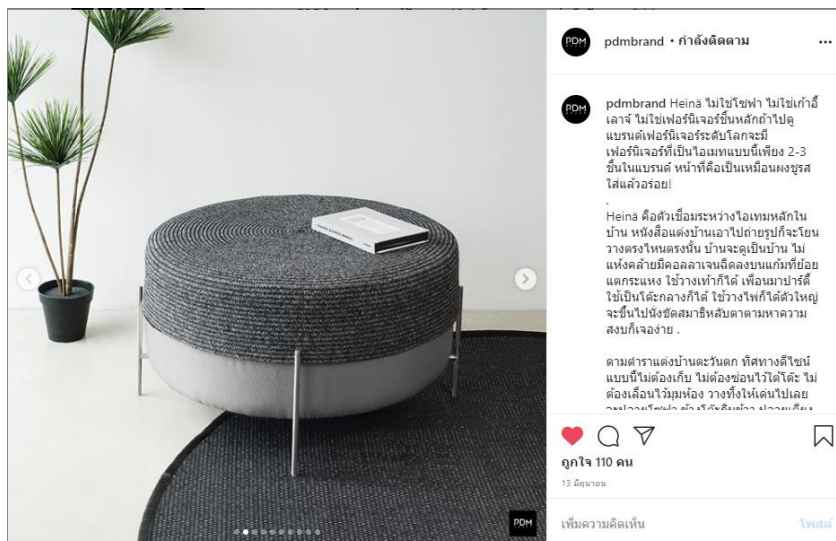 PDM
pdmbrand • กำลังติดตาม
PDM
pdmbrand Heinä ไม่ใช่โซฟา ไม่ใช่เก้าอี้
เลาจ์ ไม่ใช่เฟอร์นิเจอร์ชิ้นหลักถ้าไปดู
แบรนด์เฟอร์นิเจอร์ระดับโลกจะมี
เฟอร์นิเจอร์ที่เป็นไอเมทแบบนี้เพียง 2-3
ชิ้นในแบรนด์ หน้าที่คือเป็นเหมือนผงชูรส
ใส่แล้วอร่อย!
.
Heinä คือตัวเชื่อมระหว่างไอเทมหลักใน
บ้าน หนังสือแต่งบ้านเอาไปถ่ายรูปก็จะโยน
วางตรงไหนตรงนั้น บ้านจะดูเป็นบ้าน ไม่
แห้งคล้ายมีคอลลาเจนฉีดลงบนแก้มที่ย้อย
แตกระแหง ใช้วางเท้าก็ได้ เพื่อนมาปาร์ตี้
ใช้เป็นโต๊ะกลางก็ได้ ใช้วางไพ่ก็ได้ตัวใหญ่
จะขึ้นไปนั่งขัดสมาธิหลับตาตามหาความ
สงบก็เจอง่าย .
ตามตำราแต่งบ้านตะวันตก ทิศทางดีไซน์
แบบนี้ไม่ต้องเก็บ ไม่ต้องซ่อนไว้ใต้โต๊ะ ไม่
ต้องเลื่อนไว้มุมห้อง วางทิ้งให้เด่นไปเลย
ถูกใจ 110 คน
13 มิถุนายน
เพิ่มความคิดเห็น
โพสต์
PDM